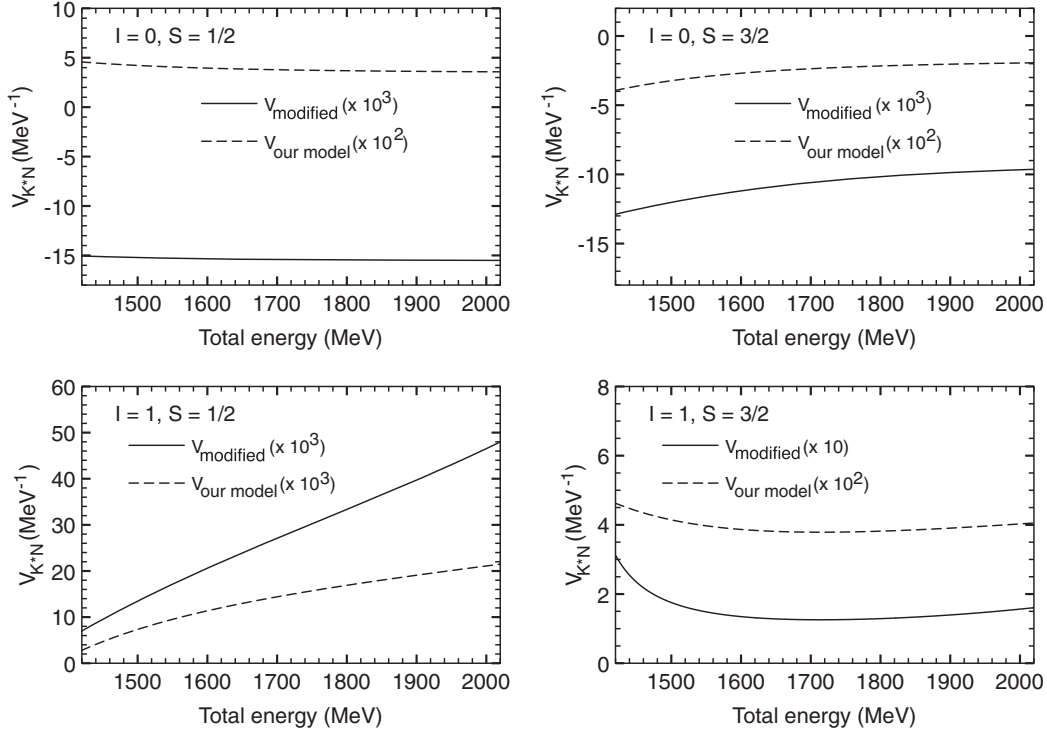 I = 0, S = 1/2
V_modified (x 10^3)
V_our model (x 10^2)
V_K*N (MeV^-1)
10
5
0
-5
-10
-15
1500 1600 1700 1800 1900 2000
Total energy (MeV)
I = 0, S = 3/2
V_modified (x 10^3)
V_our model (x 10^2)
V_K*N (MeV^-1)
0
-5
-10
-15
1500 1600 1700 1800 1900 2000
Total energy (MeV)
I = 1, S = 1/2
V_modified (x 10^3)
V_our model (x 10^3)
V_K*N (MeV^-1)
60
50
40
30
20
10
0
1500 1600 1700 1800 1900 2000
Total energy (MeV)
I = 1, S = 3/2
V_modified (x 10)
V_our model (x 10^2)
V_K*N (MeV^-1)
8
6
4
2
0
1500 1600 1700 1800 1900 2000
Total energy (MeV)